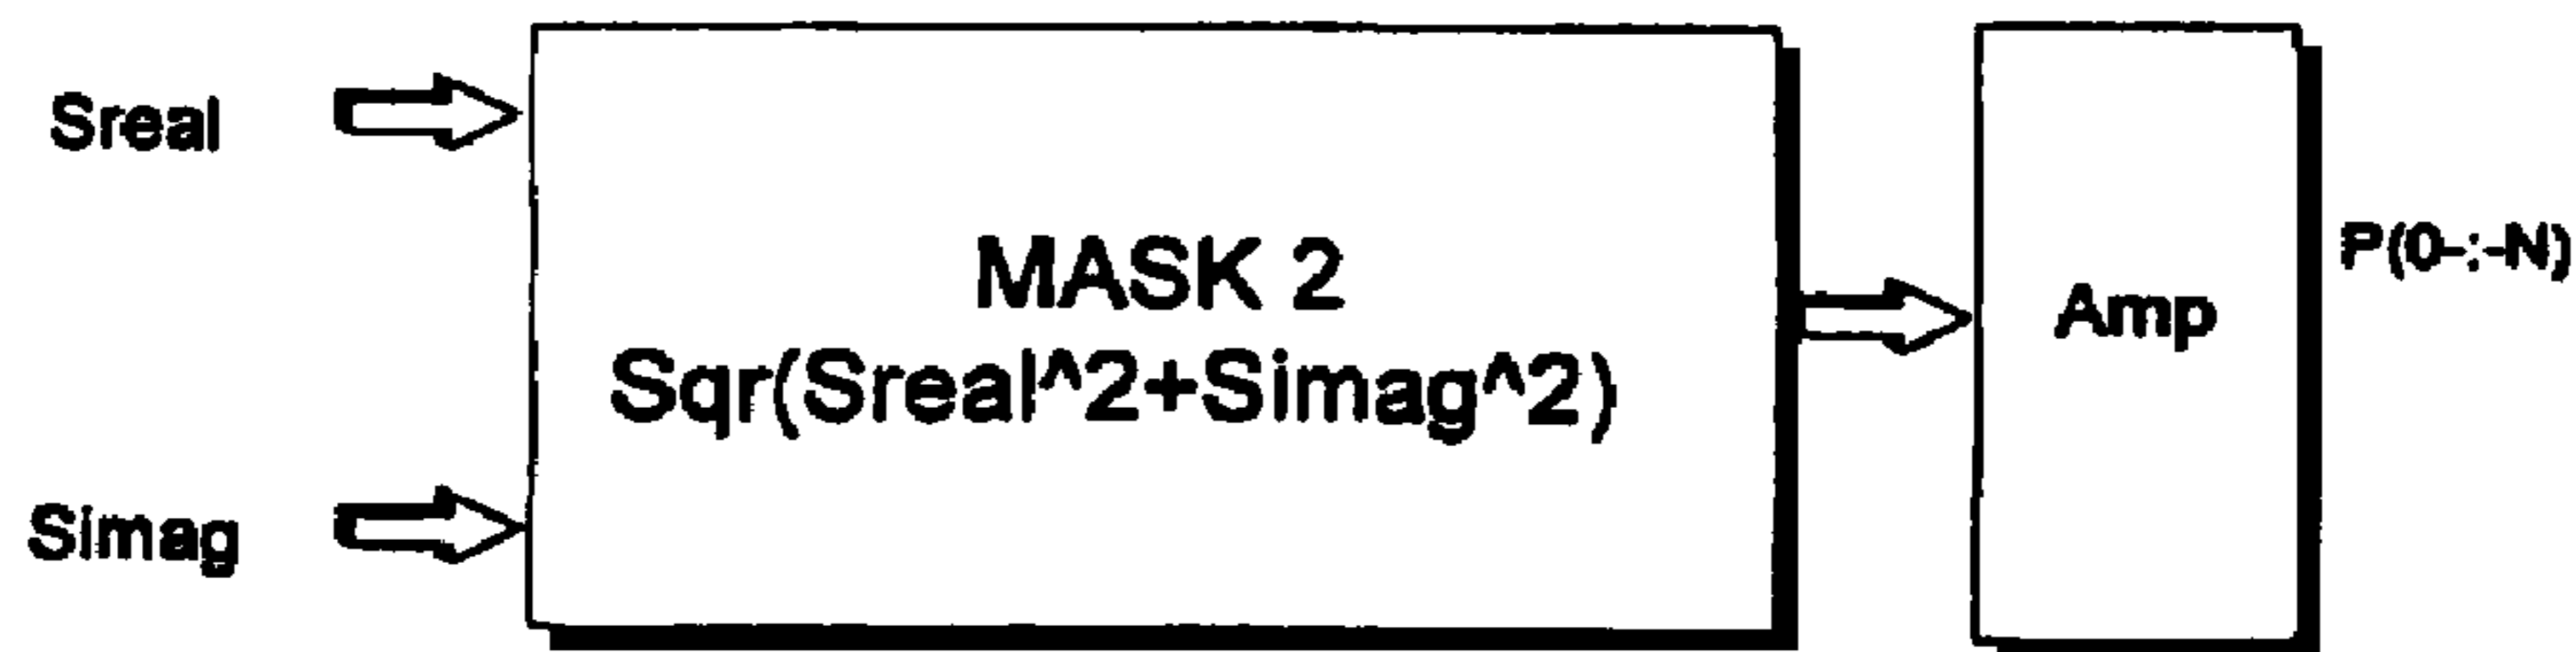 Sreal
Simag
MASK 2
Sqr(Sreal^2+Simag^2)
Amp
P(0-:-N)